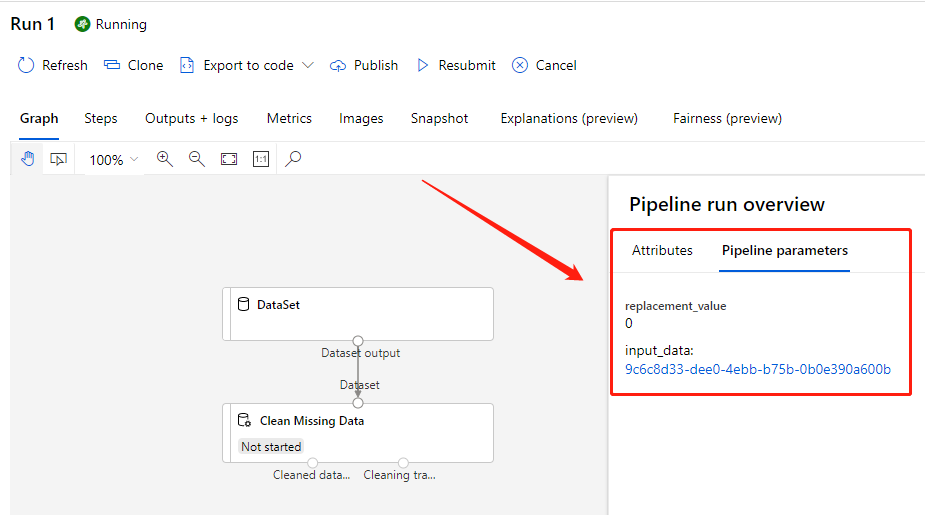 Run 1 Running
Refresh Clone Export to code Publish Resubmit Cancel
Graph Steps Outputs + logs Metrics Images Snapshot Explanations (preview) Fairness (preview)
100% 1:1
Pipeline run overview
Attributes Pipeline parameters
replacement_value
0
input_data:
9c6c8d33-dee0-4ebb-b75b-0b0e390a600b
DataSet
Dataset output
Dataset
Clean Missing Data
Not started
Cleaned data... Cleaning tra...